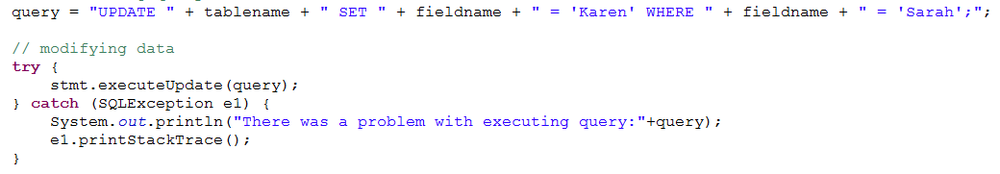 query = "UPDATE " + tablename + " SET " + fieldname + " = 'Karen' WHERE " + fieldname + " = 'Sarah';";
// modifying data
try {
    stmt.executeUpdate(query);
} catch (SQLException e1) {
    System.out.println("There was a problem with executing query:"+query);
    e1.printStackTrace();
}